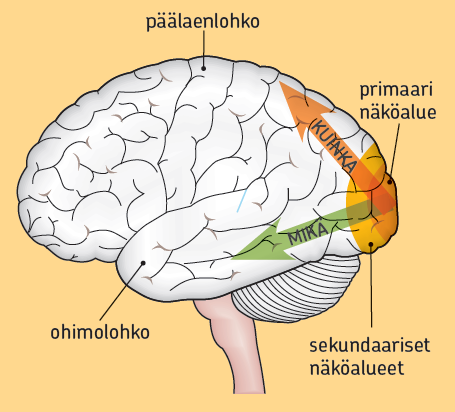 päälaenlohko
primaari
näköalue
KUINKA
MIKÄ
ohimolohko
sekundaariset
näköalueet